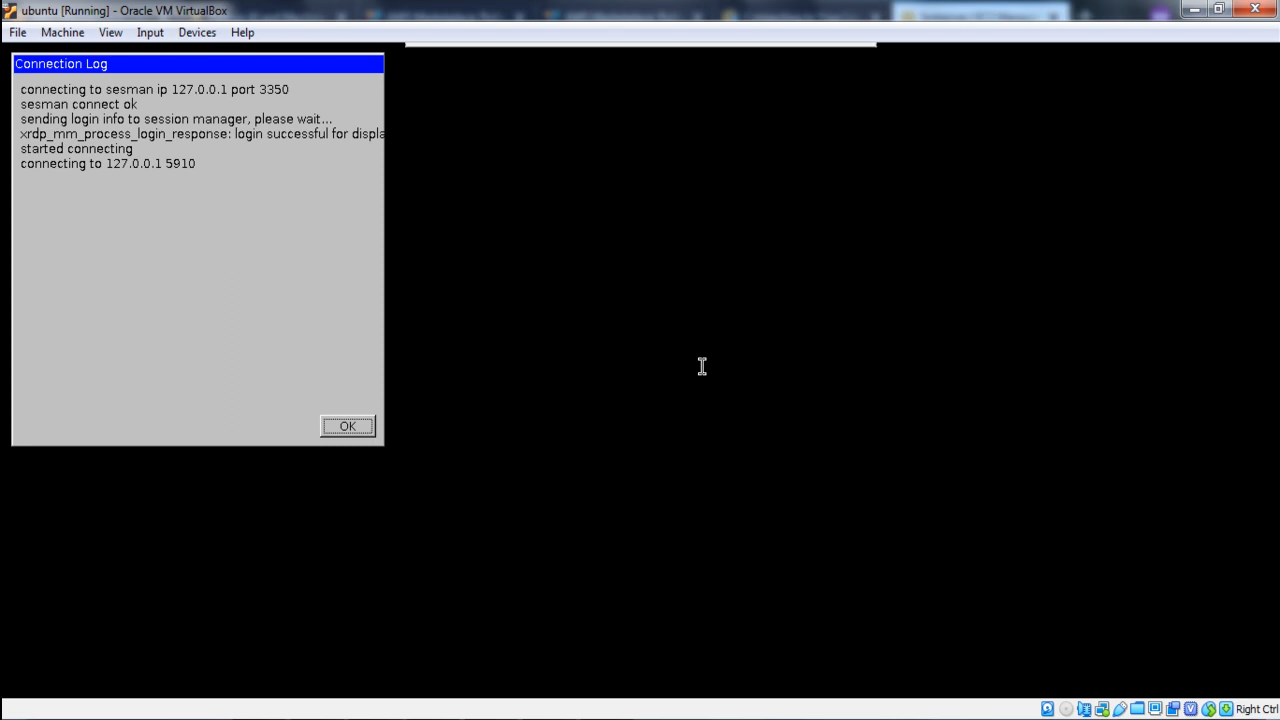 ubuntu [Running] - Oracle VM VirtualBox
File Machine View Input Devices Help
Connection Log
connecting to sesman ip 127.0.0.1 port 3350
sesman connect ok
sending login info to session manager, please wait...
xrdp_mm_process_login_response: login successful for displa
started connecting
connecting to 127.0.0.1 5910
OK
Right Ctrl